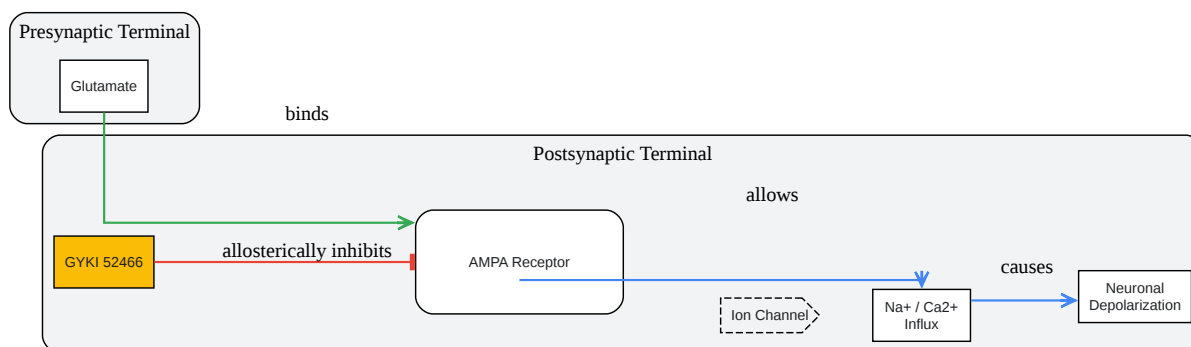 Presynaptic Terminal
Glutamate
binds
Postsynaptic Terminal
allows
GYKI 52466
allosterically inhibits
AMPA Receptor
causes
Ion Channel
Na+ / Ca2+
Influx
Neuronal
Depolarization